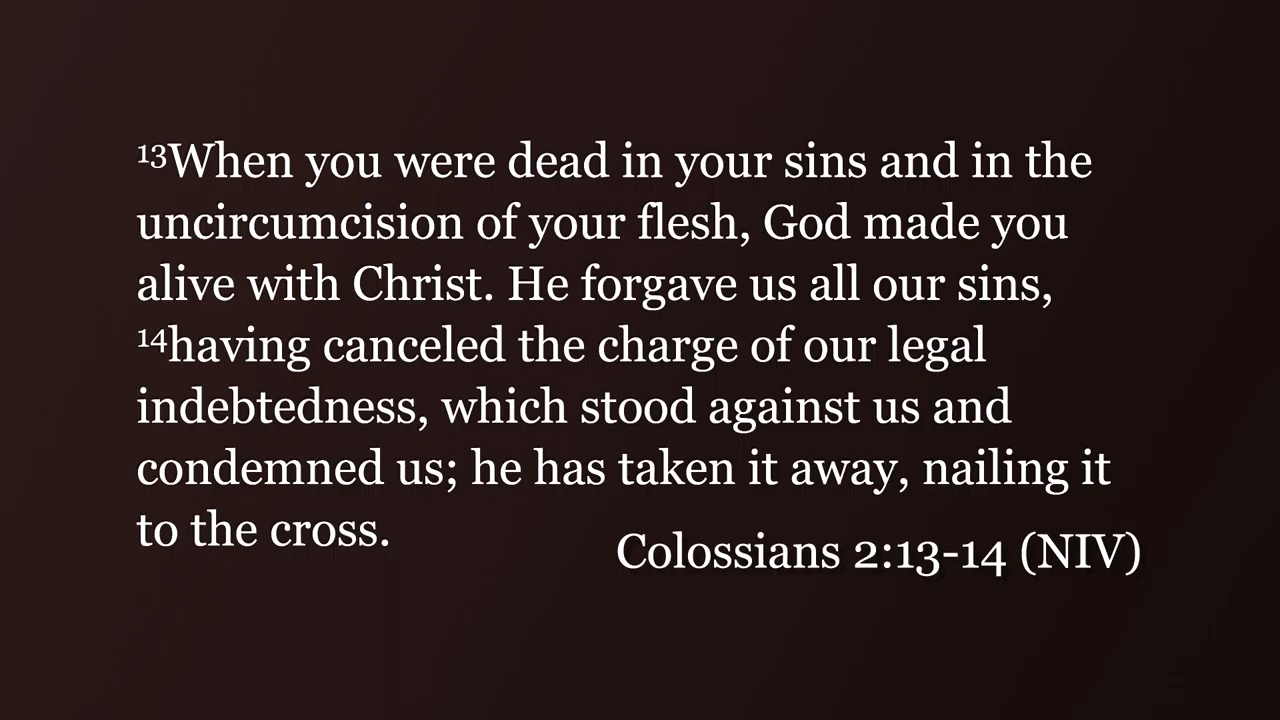 ¹³When you were dead in your sins and in the
uncircumcision of your flesh, God made you
alive with Christ. He forgave us all our sins,
¹⁴having canceled the charge of our legal
indebtedness, which stood against us and
condemned us; he has taken it away, nailing it
to the cross.
Colossians 2:13-14 (NIV)